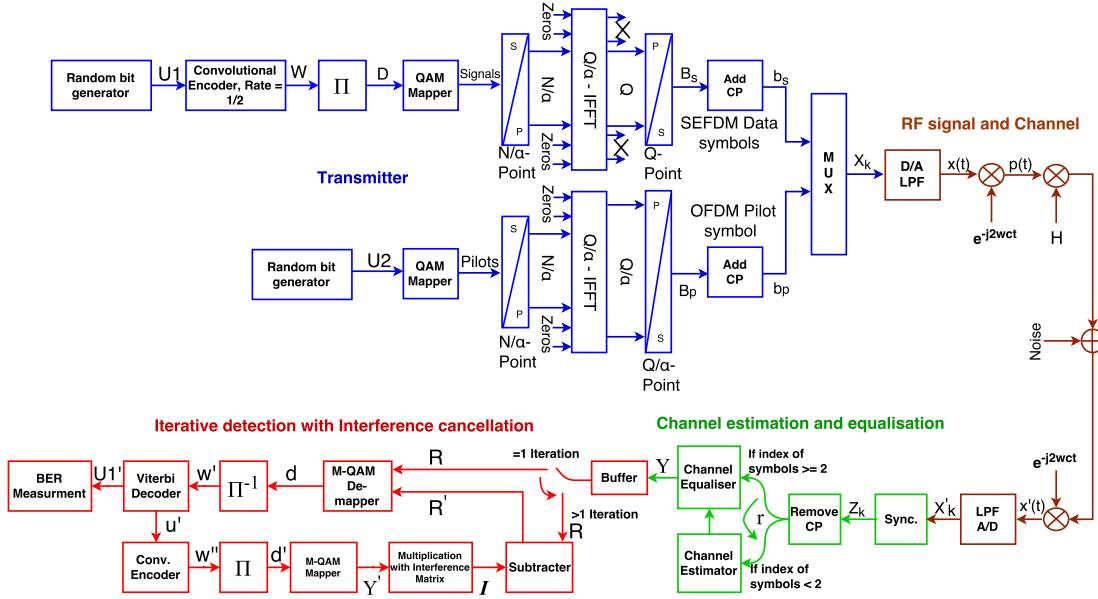 Random bit
generator
U1
Convolutional
Encoder, Rate =
1/2
W
Π
D
QAM
Mapper
Signals
S
P
N/α-
Point
N/α
Zeros
Zeros
Q/α - IFFT
X
X
Q
P
S
Q-
Point
Bs
Add
CP
bs
SEFDM Data
symbols
Transmitter
Random bit
generator
U2
QAM
Mapper
Pilots
S
P
N/α-
Point
N/α
Zeros
Zeros
Q/α - IFFT
Q/α
P
S
Q/α-
Point
Bp
OFDM Pilot
symbol
Add
CP
bp
M
U
X
Xk
RF signal and Channel
D/A
LPF
x(t)
p(t)
e-j2wct
H
Noise
e-j2wct
x'(t)
LPF
A/D
X'k
Sync.
Zk
Remove
CP
Channel estimation and equalisation
If index of
symbols >= 2
r
If index of
symbols < 2
Channel
Equaliser
Channel
Estimator
Y
Buffer
Iterative detection with Interference cancellation
=1 Iteration
>1 Iteration
R
R
R'
M-QAM
De-
mapper
d
Π-1
w'
Viterbi
Decoder
U1'
BER
Measurment
u'
Conv.
Encoder
w"
Π
d'
M-QAM
Mapper
Y'
Multiplication
with Interference
Matrix
I
Subtracter